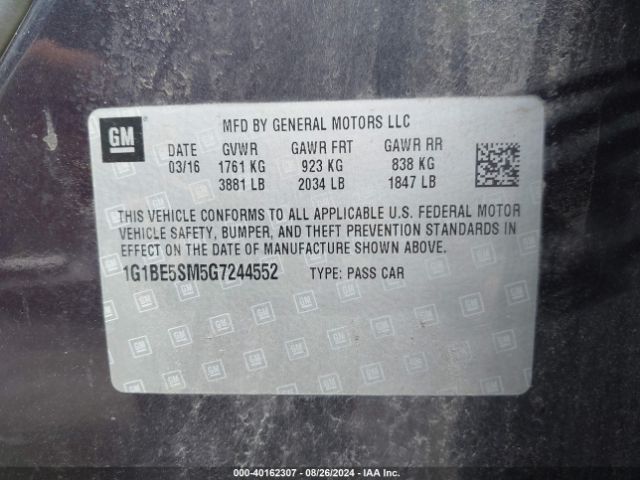 GM
MFD BY GENERAL MOTORS LLC
DATE GVWR GAWR FRT GAWR RR
03/16 1761 KG 923 KG 838 KG
3881 LB 2034 LB 1847 LB
THIS VEHICLE CONFORMS TO ALL APPLICABLE U.S. FEDERAL MOTOR
VEHICLE SAFETY, BUMPER, AND THEFT PREVENTION STANDARDS IN
EFFECT ON THE DATE OF MANUFACTURE SHOWN ABOVE.
1G1BE5SM5G7244552 TYPE: PASS CAR
000-40162307 - 08/26/2024 - IAA Inc.